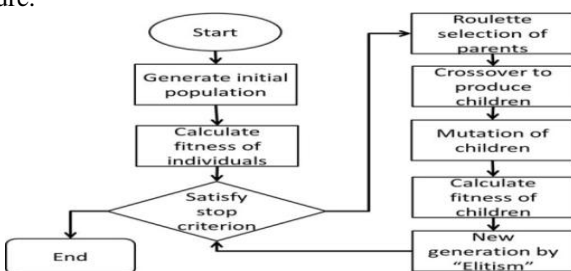 ure.
Start
Generate initial
population
Calculate
fitness of
individuals
Satisfy
stop
criterion
End
Roulette
selection of
parents
Crossover to
produce
children
Mutation of
children
Calculate
fitness of
children
New
generation by
"Elitism"